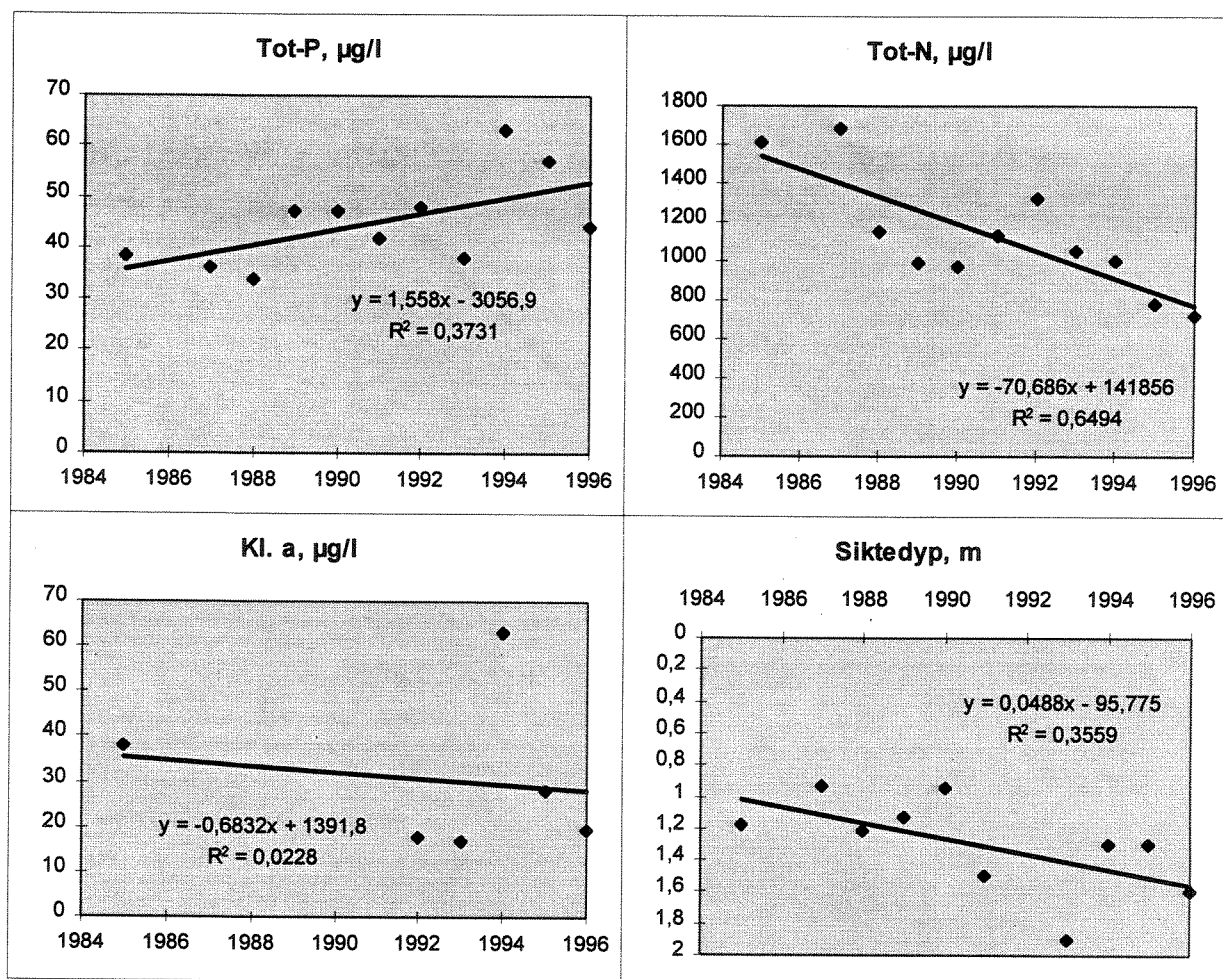 Tot-P, µg/l
70
60
50
40
30
20
10
0
y = 1,558x - 3056,9
R² = 0,3731
1984 1986 1988 1990 1992 1994 1996
Tot-N, µg/l
1800
1600
1400
1200
1000
800
600
400
200
0
y = -70,686x + 141856
R² = 0,6494
1984 1986 1988 1990 1992 1994 1996
Kl. a, µg/l
70
60
50
40
30
20
10
0
y = -0,6832x + 1391,8
R² = 0,0228
1984 1986 1988 1990 1992 1994 1996
Siktedyp, m
1984 1986 1988 1990 1992 1994 1996
0
0,2
0,4
0,6
0,8
1
1,2
1,4
1,6
1,8
2
y = 0,0488x - 95,775
R² = 0,3559